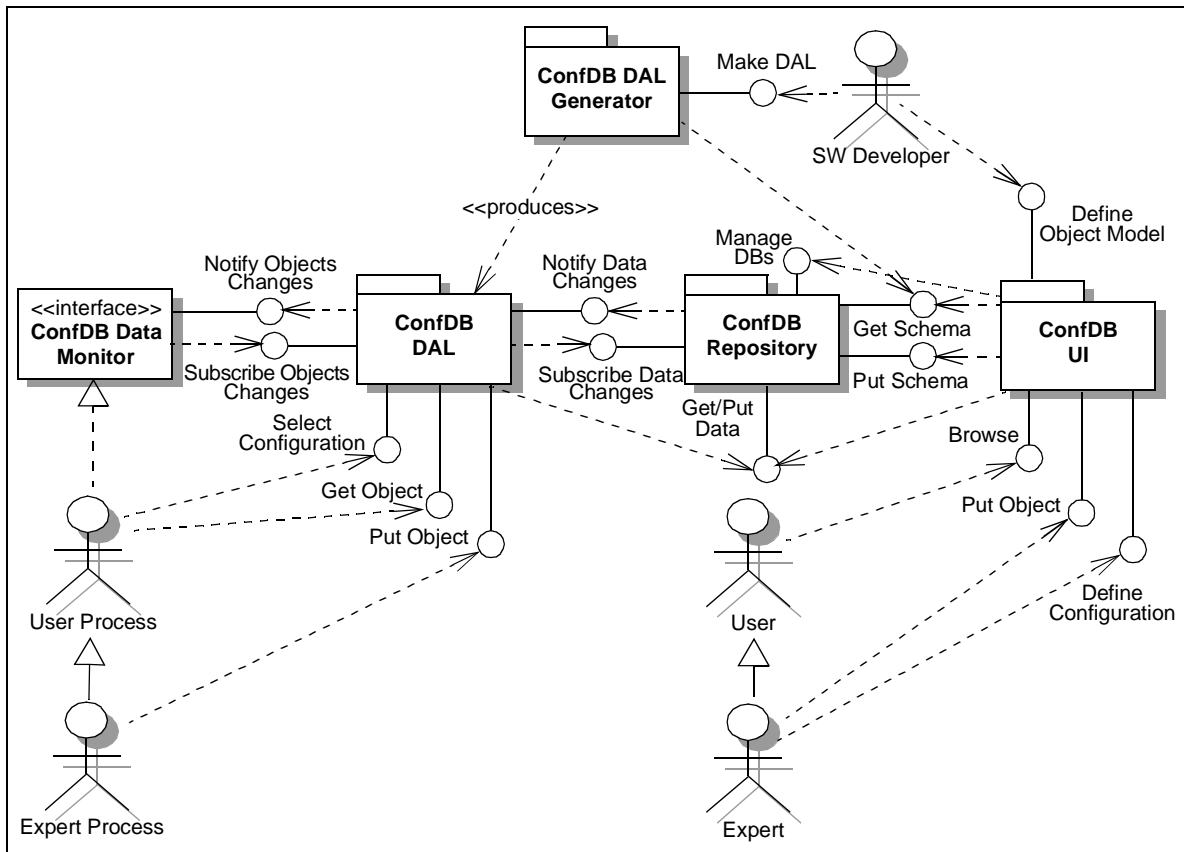 ConfDB DAL
Generator
Make DAL
SW Developer
<<produces>>
Define
Object Model
Manage
DBs
Notify Objects
Changes
Notify Data
Changes
<<interface>>
ConfDB Data
Monitor
ConfDB
DAL
ConfDB
Repository
Get Schema
ConfDB
UI
Subscribe Objects
Changes
Subscribe Data
Changes
Put Schema
Select
Configuration
Get/Put
Data
Browse
Get Object
Put Object
Put Object
Define
Configuration
User Process
User
Expert Process
Expert